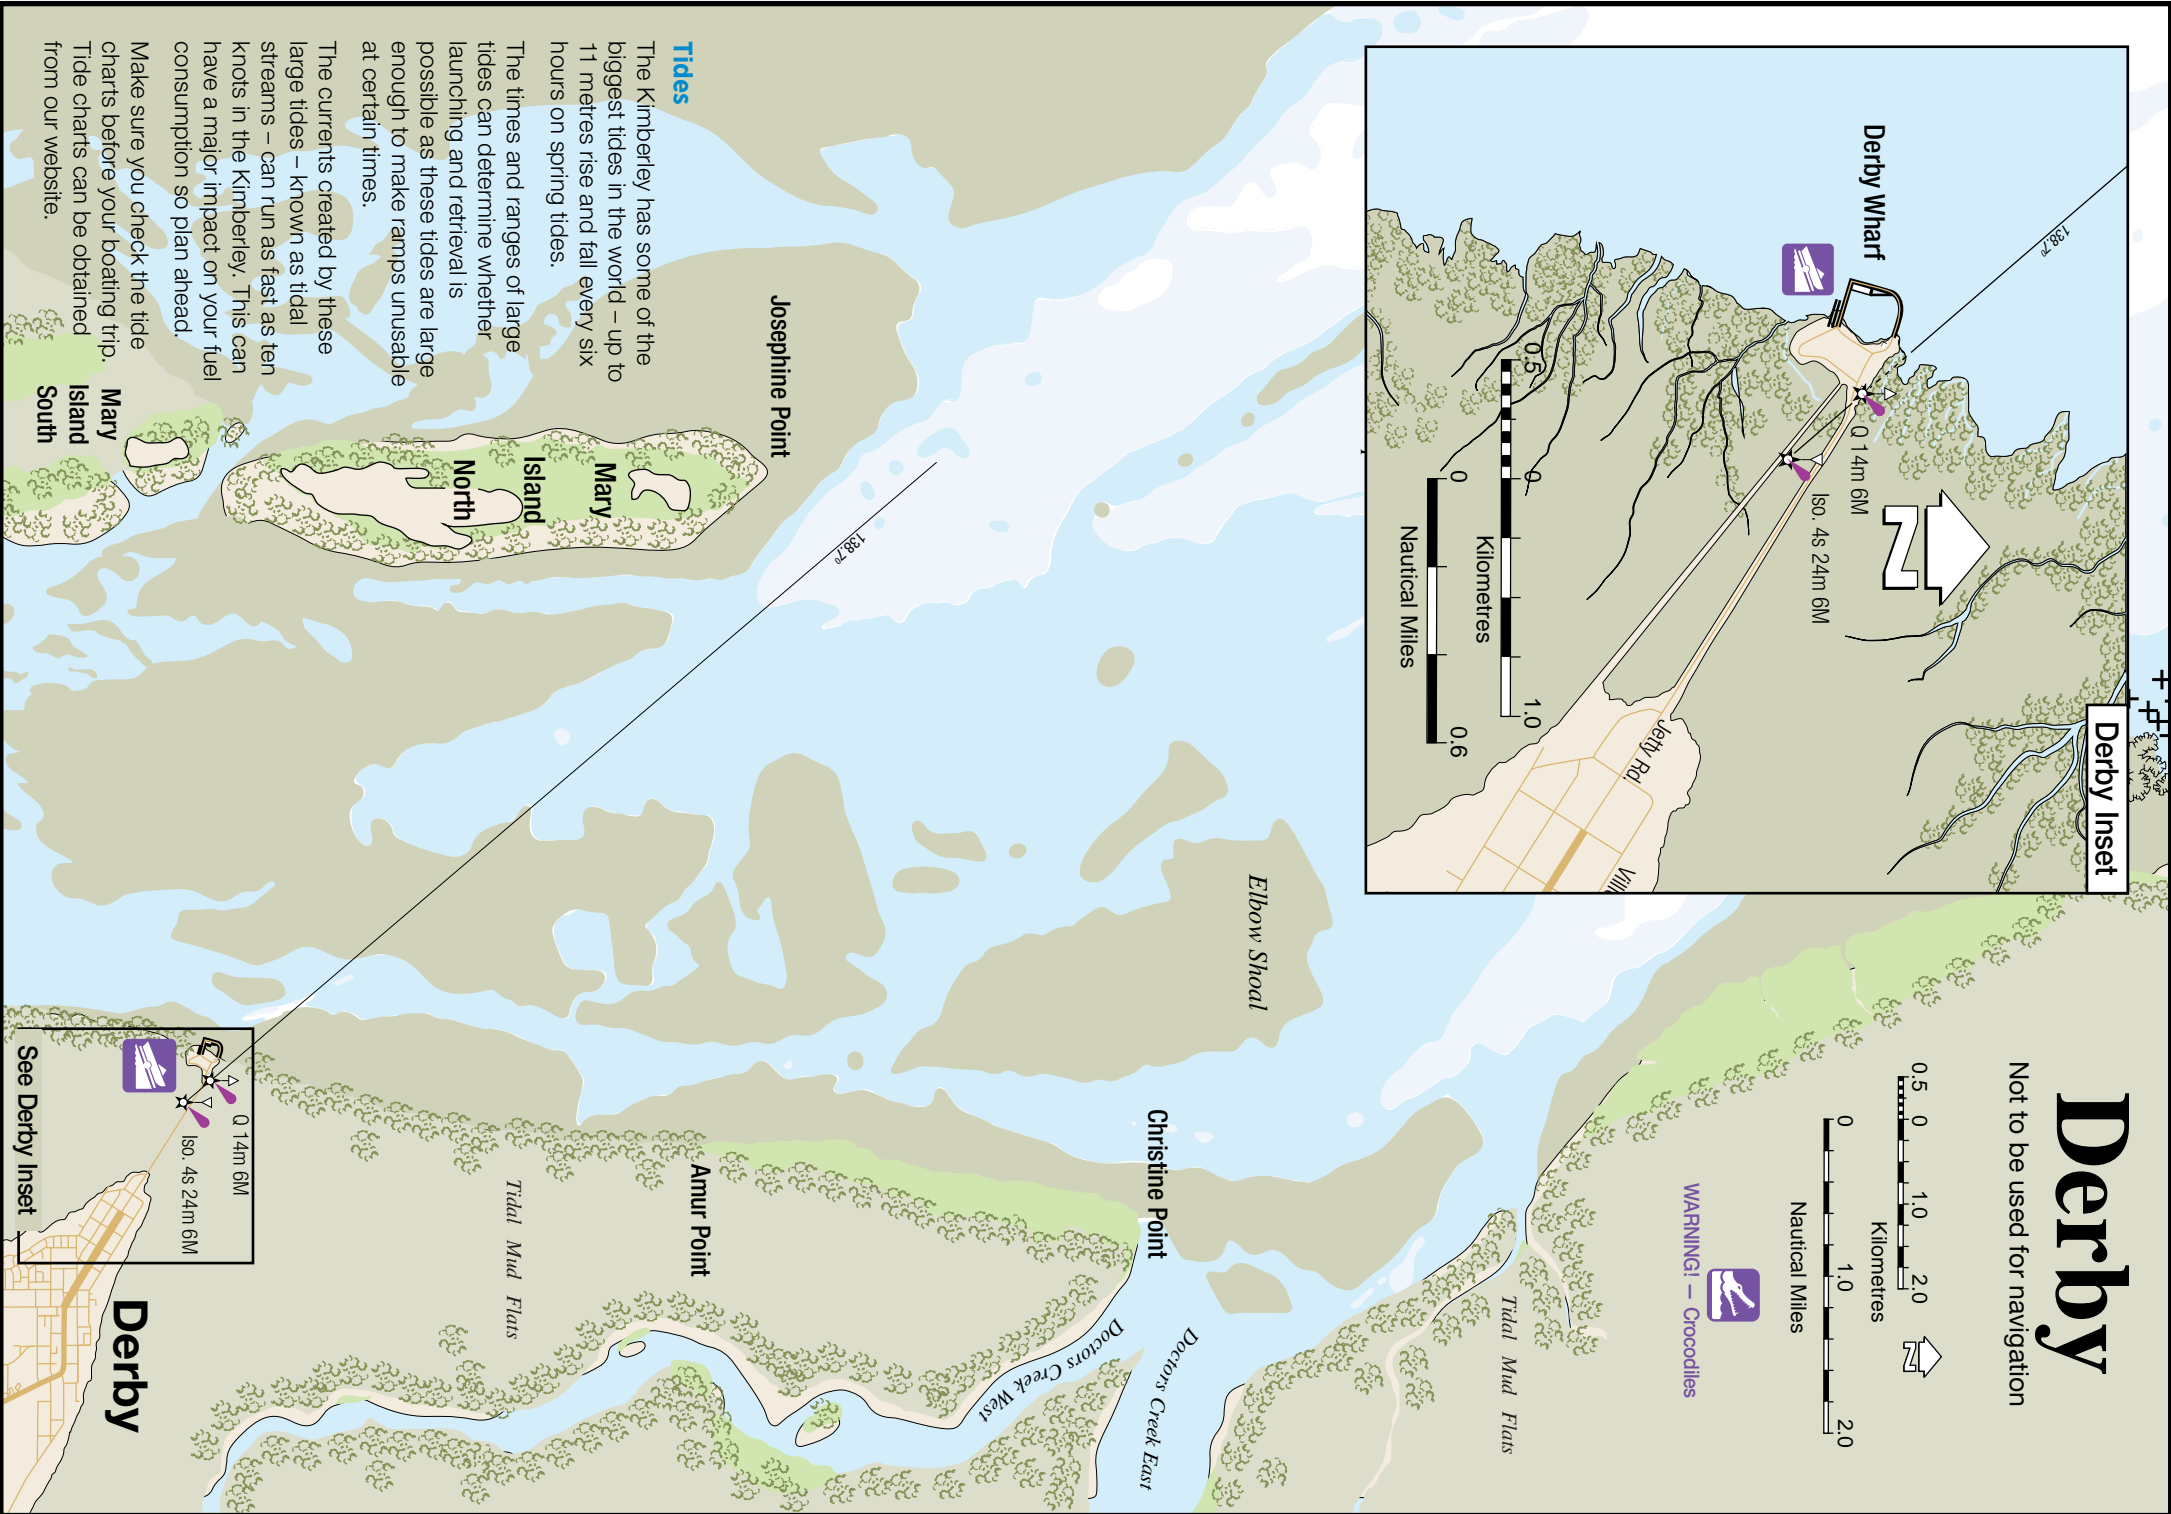 Derby
Not to be used for navigation
0.5 0 1.0 2.0
Kilometres
N
0 1.0 2.0
Nautical Miles
WARNING! – Crocodiles
Derby Inset
138.7°
Derby Wharf
Q 14m 6M
Iso. 4s 24m 6M
N
0.5 0 1.0
Kilometres
0 0.6
Nautical Miles
Jetty Rd.
Tidal Mud Flats
Elbow Shoal
Christine Point
Doctors Creek East
Doctors Creek West
Josephine Point
138.7°
Amur Point
Tidal Mud Flats
Mary
Island
North
Mary
Island
South
Tides
The Kimberley has some of the
biggest tides in the world – up to
11 metres rise and fall every six
hours on spring tides.
The times and ranges of large
tides can determine whether
launching and retrieval is
possible as these tides are large
enough to make ramps unusable
at certain times.
The currents created by these
large tides – known as tidal
streams – can run as fast as ten
knots in the Kimberley. This can
have a major impact on your fuel
consumption so plan ahead.
Make sure you check the tide
charts before your boating trip.
Tide charts can be obtained
from our website.
Q 14m 6M
Iso. 4s 24m 6M
Derby
See Derby Inset